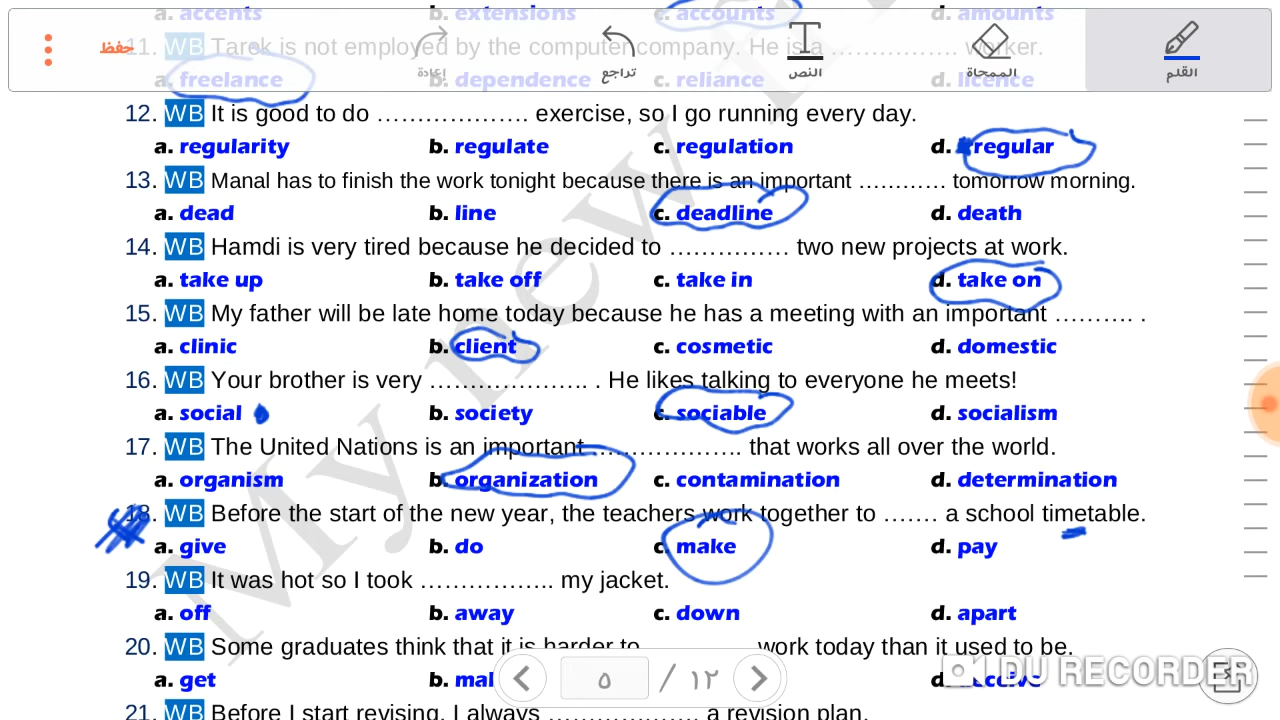 a. accents b. extensions c. accounts d. amounts
11. WB Tarek is not employed by the computer company. He is a ................ worker.
a. freelance b. dependence c. reliance d. licence
حفظ إعادة تراجع النص الممحاة القلم
12. WB It is good to do ………………. exercise, so I go running every day.
a. regularity b. regulate c. regulation d. regular
13. WB Manal has to finish the work tonight because there is an important ………… tomorrow morning.
a. dead b. line c. deadline d. death
14. WB Hamdi is very tired because he decided to …………… two new projects at work.
a. take up b. take off c. take in d. take on
15. WB My father will be late home today because he has a meeting with an important ………. .
a. clinic b. client c. cosmetic d. domestic
16. WB Your brother is very ……………….. . He likes talking to everyone he meets!
a. social b. society c. sociable d. socialism
17. WB The United Nations is an important ………………. that works all over the world.
a. organism b. organization c. contamination d. determination
18. WB Before the start of the new year, the teachers work together to ……. a school timetable.
a. give b. do c. make d. pay
19. WB It was hot so I took …………….. my jacket.
a. off b. away c. down d. apart
20. WB Some graduates think that it is harder to work today than it used to be.
a. get b. d.
٥ / ١٢
DU RECORDER
21. WB Before I start revising, I always ………………. a revision plan.
My new